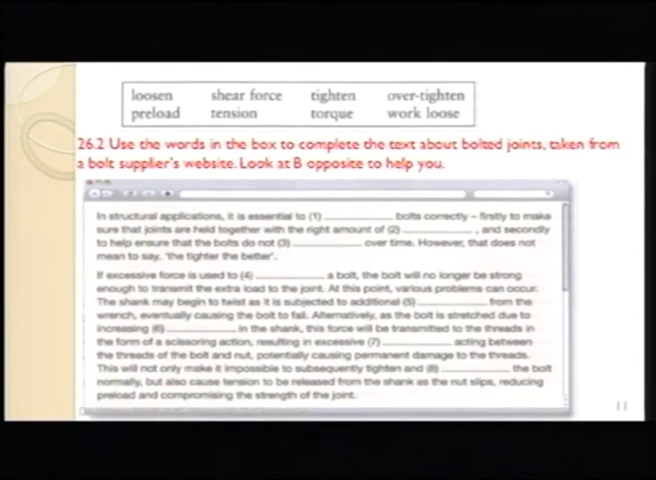 loosen shear force tighten over-tighten
preload tension torque work loose
26.2 Use the words in the box to complete the text about bolted joints, taken from
a bolt supplier's website. Look at B opposite to help you.
In structural applications, it is essential to (1) ____________ bolts correctly – firstly to make
sure that joints are held together with the right amount of (2) ____________ , and secondly
to help ensure that the bolts do not (3) ____________ over time. However, that does not
mean to say, 'the tighter the better'.
If excessive force is used to (4) ____________ a bolt, the bolt will no longer be strong
enough to transmit the extra load to the joint. At this point, various problems can occur.
The shank may begin to twist as it is subjected to additional (5) ____________ from the
wrench, eventually causing the bolt to fail. Alternatively, as the bolt is stretched due to
increasing (6) ____________ in the shank, this force will be transmitted to the threads in
the form of a scissoring action, resulting in excessive (7) ____________ acting between
the threads of the bolt and nut, potentially causing permanent damage to the threads.
This will not only make it impossible to subsequently tighten and (8) ____________ the bolt
normally, but also cause tension to be released from the shank as the nut slips, reducing
preload and compromising the strength of the joint.
11